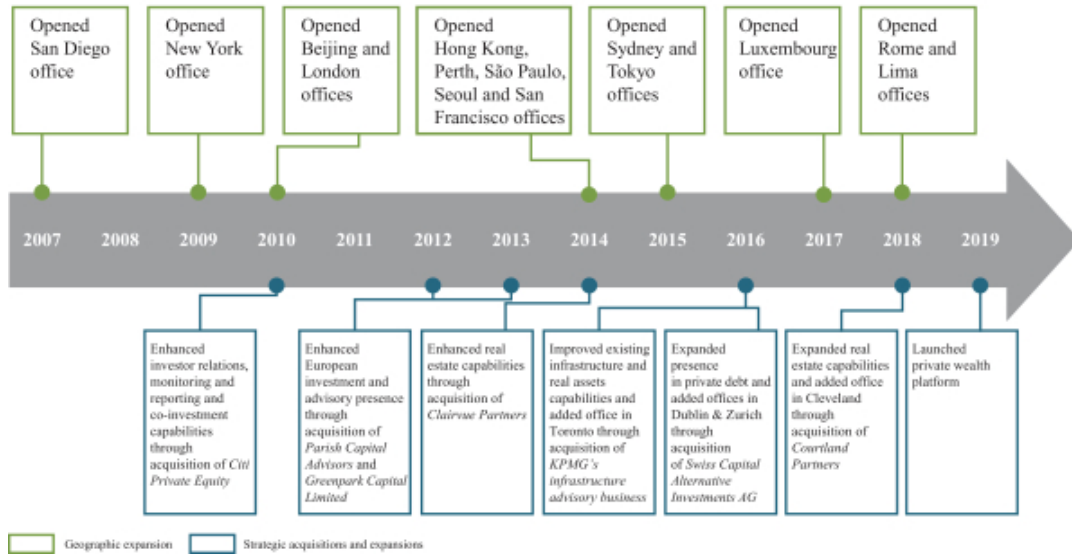 Opened
San Diego
office
Opened
New York
office
Opened
Beijing and
London
offices
Opened
Hong Kong,
Perth, São Paulo,
Seoul and San
Francisco offices
Opened
Sydney and
Tokyo
offices
Opened
Luxembourg
office
Opened
Rome and
Lima
offices
2007 2008 2009 2010 2011 2012 2013 2014 2015 2016 2017 2018 2019
Enhanced
investor relations,
monitoring and
reporting and
co-investment
capabilities
through
acquisition of Citi
Private Equity
Enhanced
European
investment and
advisory presence
through
acquisition of
Parish Capital
Advisors and
Greenpark Capital
Limited
Enhanced real
estate capabilities
through
acquisition of
Clairvue Partners
Improved existing
infrastructure and
real assets
capabilities and
added office in
Toronto through
acquisition of
KPMG's
infrastructure
advisory business
Expanded
presence
in private debt and
added offices in
Dublin & Zurich
through
acquisition
of Swiss Capital
Alternative
Investments AG
Expanded real
estate capabilities
and added office
in Cleveland
through
acquisition of
Courtland
Partners
Launched
private wealth
platform
Geographic expansion
Strategic acquisitions and expansions